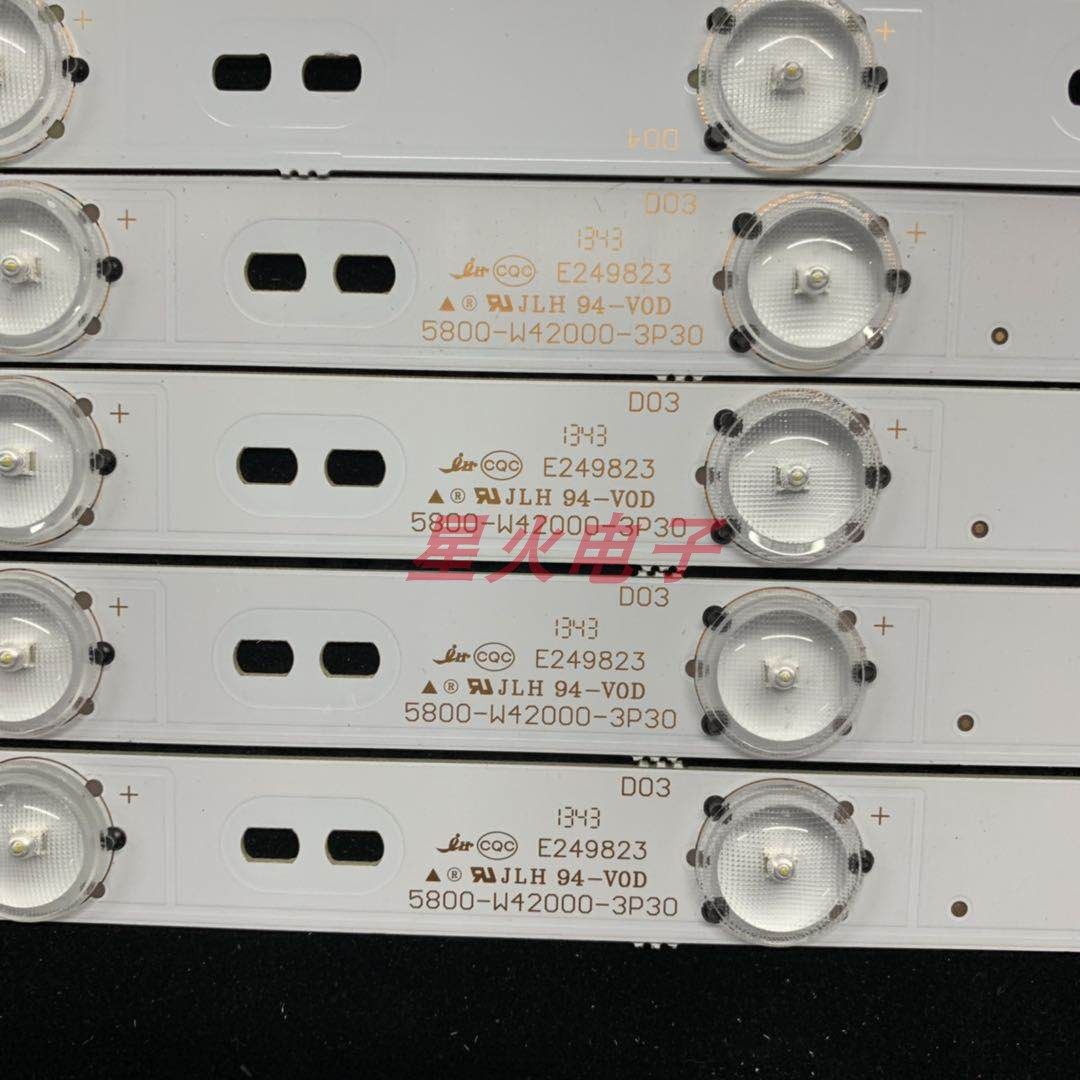 +
+
D04
D03
+
+
1343
CQC E249823
▲ ® JLH 94-V0D
5800-W42000-3P30
D03
+
+
1343
CQC E249823
▲ ® JLH 94-V0D
5800-W42000-3P30
星火电子
D03
+
+
1343
CQC E249823
▲ ® JLH 94-V0D
5800-W42000-3P30
D03
+
+
1343
CQC E249823
▲ ® JLH 94-V0D
5800-W42000-3P30